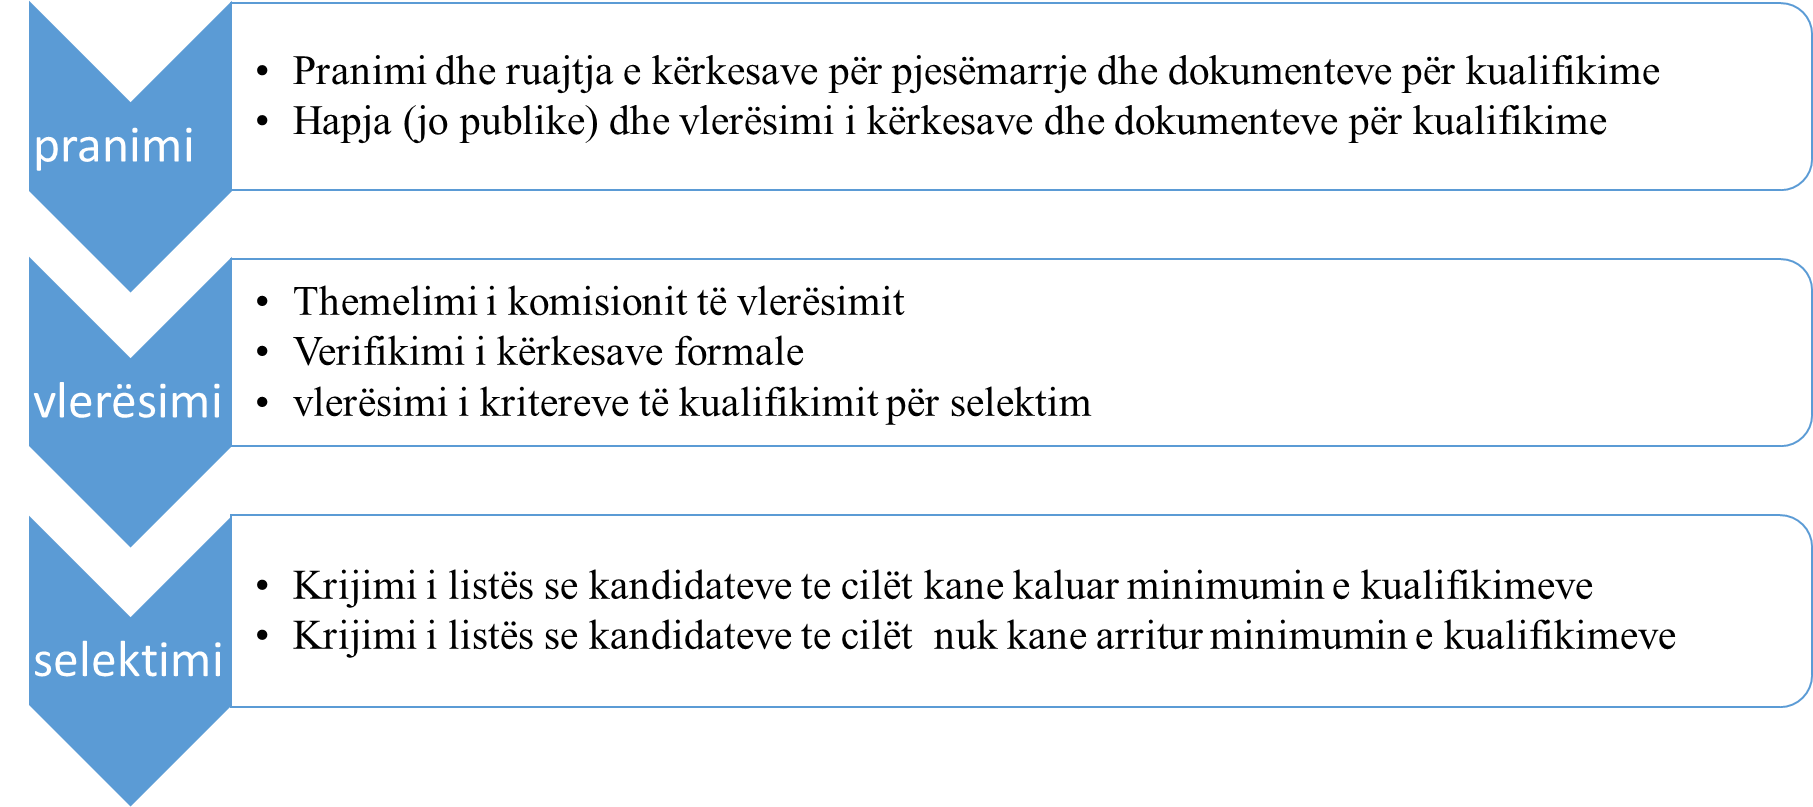 pranimi
• Pranimi dhe ruajtja e kërkesave për pjesëmarrje dhe dokumenteve për kualifikime
• Hapja (jo publike) dhe vlerësimi i kërkesave dhe dokumenteve për kualifikime
vlerësimi
• Themelimi i komisionit të vlerësimit
• Verifikimi i kërkesave formale
• vlerësimi i kritereve të kualifikimit për selektim
selektimi
• Krijimi i listës se kandidateve te cilët kane kaluar minimumin e kualifikimeve
• Krijimi i listës se kandidateve te cilët  nuk kane arritur minimumin e kualifikimeve